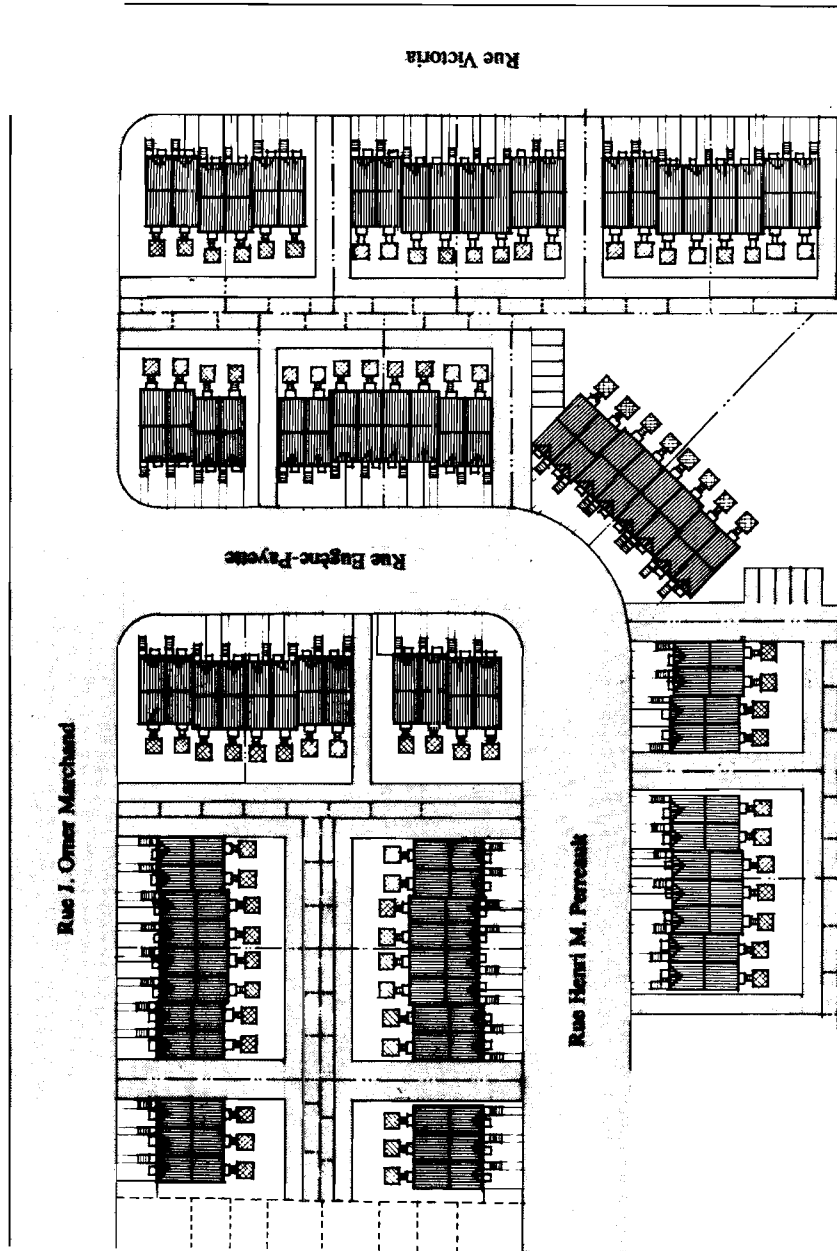 Rue Victoria
Rue Eugène-Payette
Rue J. Omer Marchand
Rue Henri M. Perreault